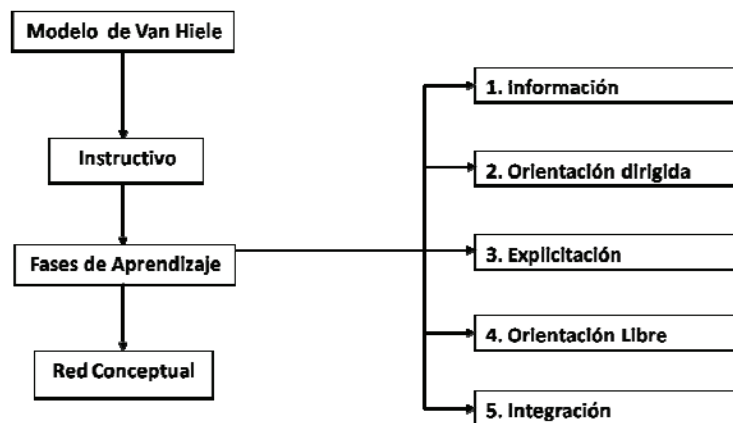 Modelo de Van Hiele
Instructivo
Fases de Aprendizaje
Red Conceptual
1. Información
2. Orientación dirigida
3. Explicitación
4. Orientación Libre
5. Integración